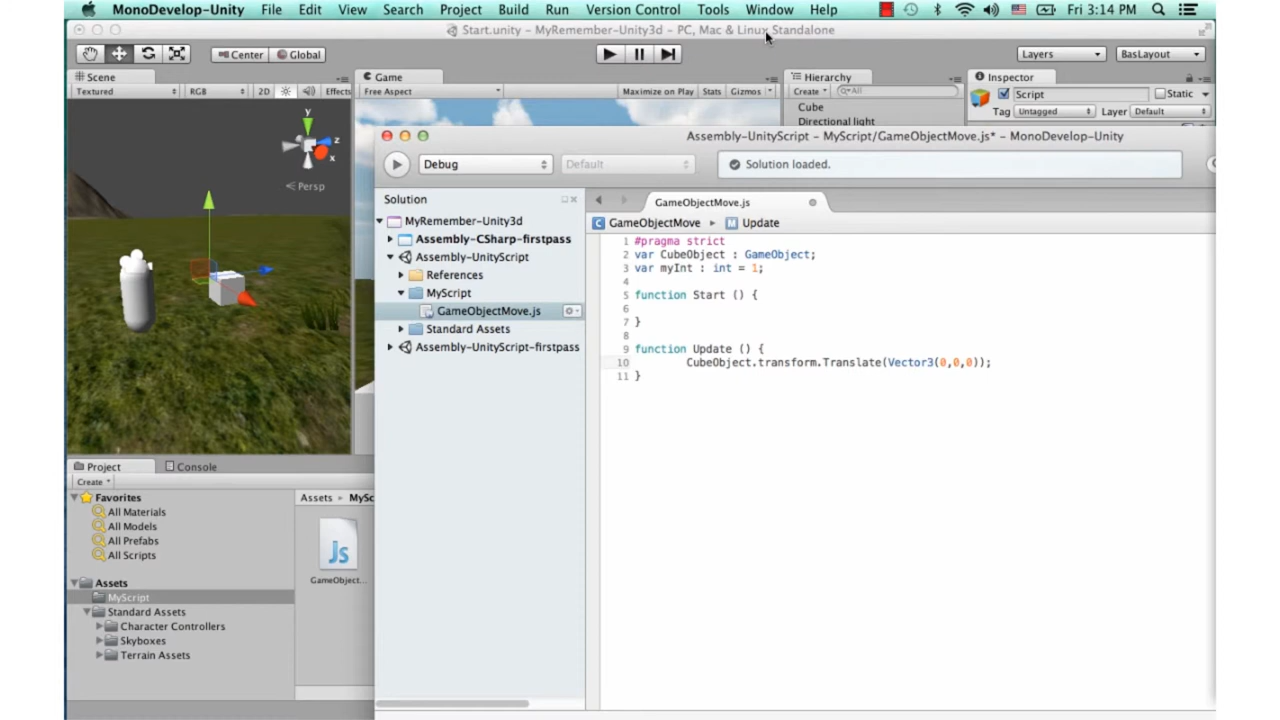 MonoDevelop-Unity File Edit View Search Project Build Run Version Control Tools Window Help Fri 3:14 PM
Start.unity - MyRemember-Unity3d - PC, Mac & Linux Standalone
Center Global Layers BasLayout
Scene Game Hierarchy Inspector
Textured RGB 2D Effects Free Aspect Maximize on Play Stats Gizmos Create All Script Static
Cube Tag Untagged Layer Default
Directional light
y
z
x
Persp
Assembly-UnityScript - MyScript/GameObjectMove.js* - MonoDevelop-Unity
Debug Default Solution loaded.
Solution GameObjectMove.js
MyRemember-Unity3d
Assembly-CSharp-firstpass
Assembly-UnityScript
References
MyScript
GameObjectMove.js
Standard Assets
Assembly-UnityScript-firstpass
C GameObjectMove M Update
1 #pragma strict
2 var CubeObject : GameObject;
3 var myInt : int = 1;
4
5 function Start () {
6
7 }
8
9 function Update () {
10 CubeObject.transform.Translate(Vector3(0,0,0));
11 }
Project Console
Create
Favorites
All Materials
All Models
All Prefabs
All Scripts
Assets
MyScript
Standard Assets
Character Controllers
Skyboxes
Terrain Assets
Assets MySc
Js
GameObject...